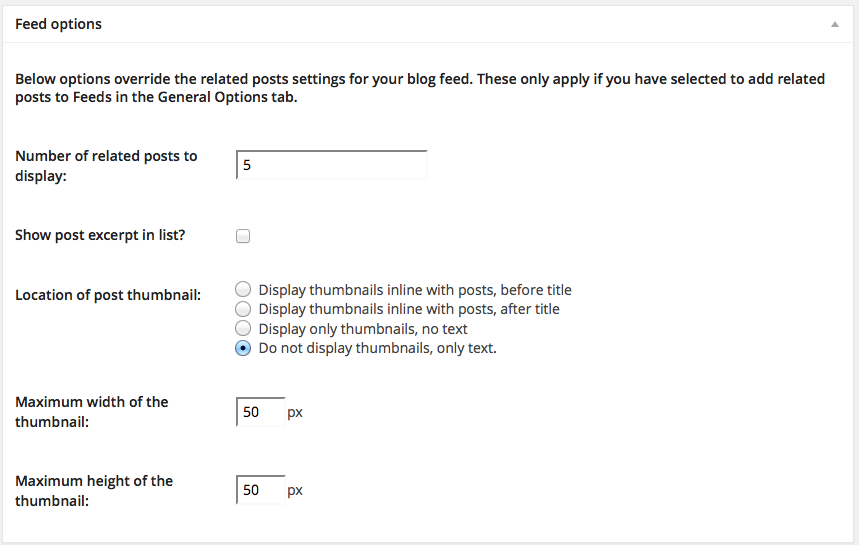 Feed options
Below options override the related posts settings for your blog feed. These only apply if you have selected to add related
posts to Feeds in the General Options tab.
Number of related posts to
display:
5
Show post excerpt in list?
Location of post thumbnail:
Display thumbnails inline with posts, before title
Display thumbnails inline with posts, after title
Display only thumbnails, no text
Do not display thumbnails, only text.
Maximum width of the
thumbnail:
50 px
Maximum height of the
thumbnail:
50 px